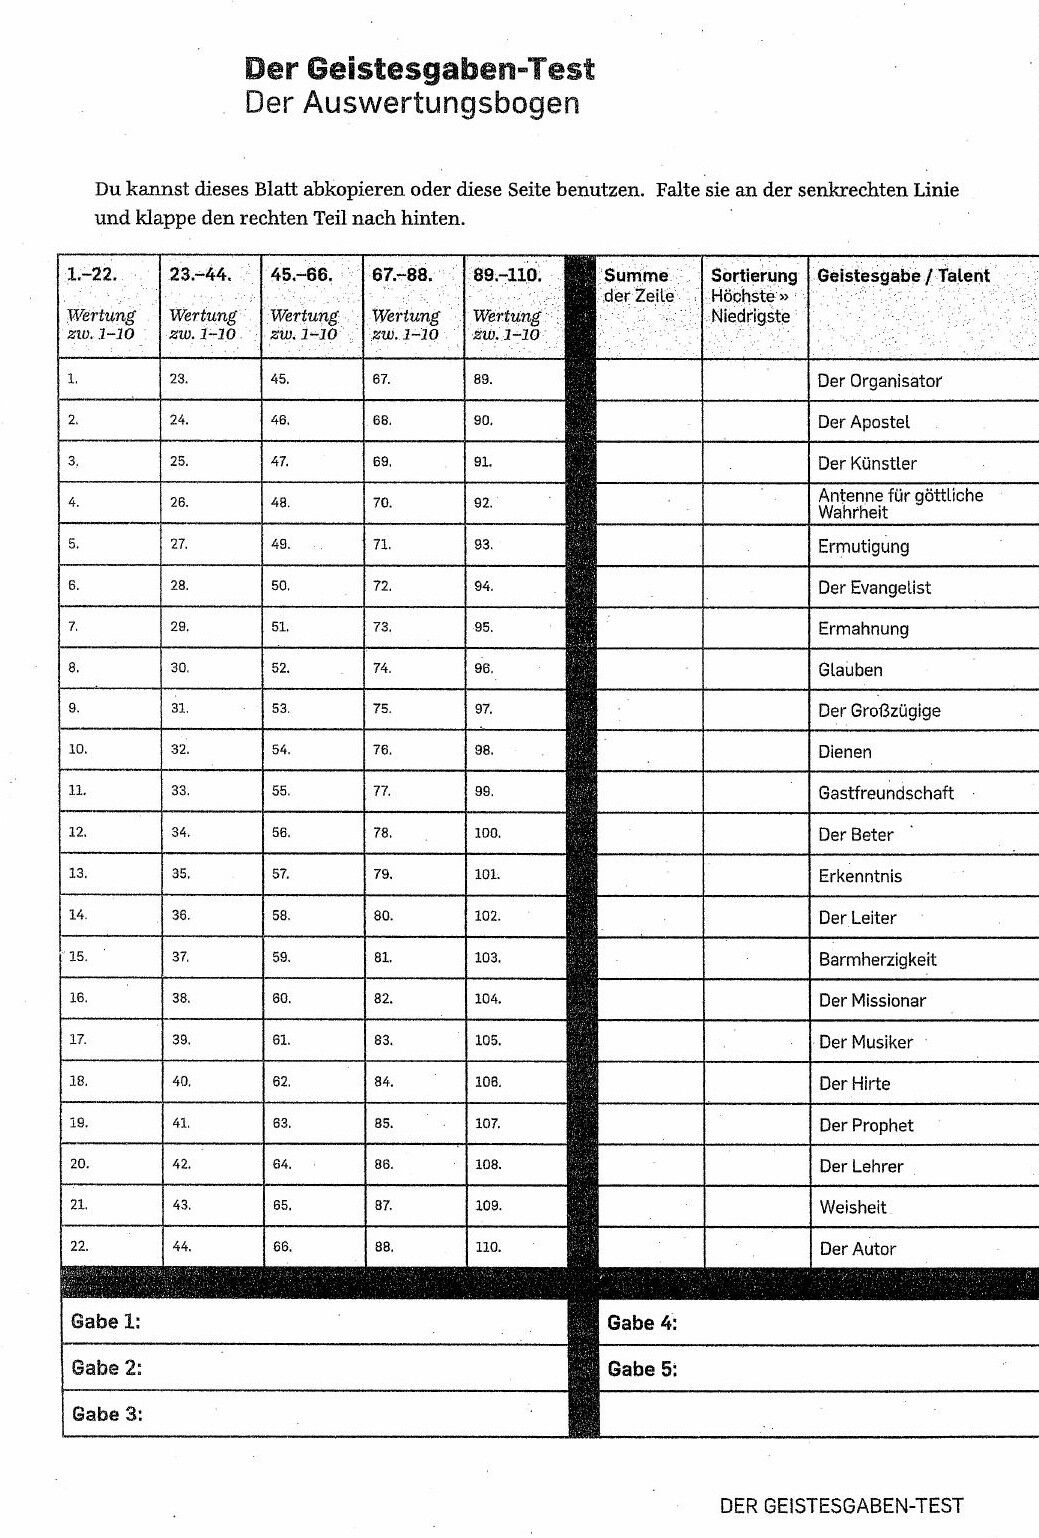 Der Geistesgaben-Test
Der Auswertungsbogen
Du kannst dieses Blatt abkopieren oder diese Seite benutzen. Falte sie an der senkrechten Linie
und klappe den rechten Teil nach hinten.
1.–22. 23.–44. 45.–66. 67.–88. 89.–110. Summe Sortierung Geistesgabe / Talent
der Zeile Höchste »
Wertung Wertung Wertung Wertung Wertung Niedrigste
zw. 1–10 zw. 1–10 zw. 1–10 zw. 1–10 zw. 1–10
1. 23. 45. 67. 89. Der Organisator
2. 24. 46. 68. 90. Der Apostel
3. 25. 47. 69. 91. Der Künstler
4. 26. 48. 70. 92. Antenne für göttliche
Wahrheit
5. 27. 49. 71. 93. Ermutigung
6. 28. 50. 72. 94. Der Evangelist
7. 29. 51. 73. 95. Ermahnung
8. 30. 52. 74. 96. Glauben
9. 31. 53. 75. 97. Der Großzügige
10. 32. 54. 76. 98. Dienen
11. 33. 55. 77. 99. Gastfreundschaft
12. 34. 56. 78. 100. Der Beter
13. 35. 57. 79. 101. Erkenntnis
14. 36. 58. 80. 102. Der Leiter
15. 37. 59. 81. 103. Barmherzigkeit
16. 38. 60. 82. 104. Der Missionar
17. 39. 61. 83. 105. Der Musiker
18. 40. 62. 84. 106. Der Hirte
19. 41. 63. 85. 107. Der Prophet
20. 42. 64. 86. 108. Der Lehrer
21. 43. 65. 87. 109. Weisheit
22. 44. 66. 88. 110. Der Autor
Gabe 1: Gabe 4:
Gabe 2: Gabe 5:
Gabe 3:
DER GEISTESGABEN-TEST